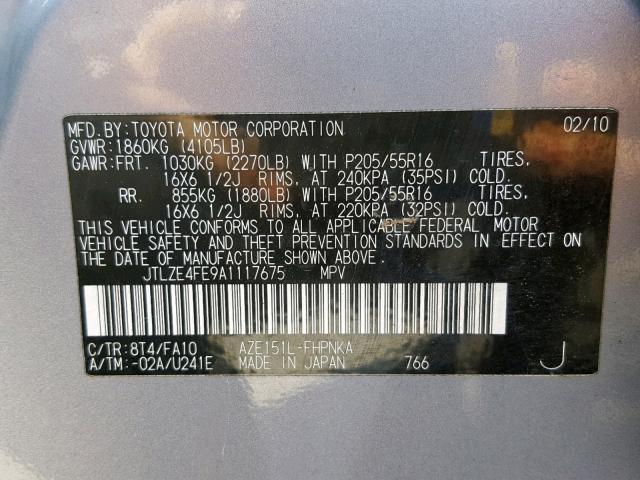 MFD.BY:TOYOTA MOTOR CORPORATION 02/10
GVWR:1860KG (4105LB)
GAWR:FRT. 1030KG (2270LB) WITH P205/55R16 TIRES,
16X6 1/2J RIMS, AT 240KPA (35PSI) COLD.
RR. 855KG (1880LB) WITH P205/55R16 TIRES,
16X6 1/2J RIMS, AT 220KPA (32PSI) COLD.
THIS VEHICLE CONFORMS TO ALL APPLICABLE FEDERAL MOTOR
VEHICLE SAFETY AND THEFT PREVENTION STANDARDS IN EFFECT ON
THE DATE OF MANUFACTURE SHOWN ABOVE.
JTLZE4FE9A1117675 MPV
C/TR:8T4/FA10 AZE151L-FHPNKA
A/TM:-02A/U241E MADE IN JAPAN 766 J